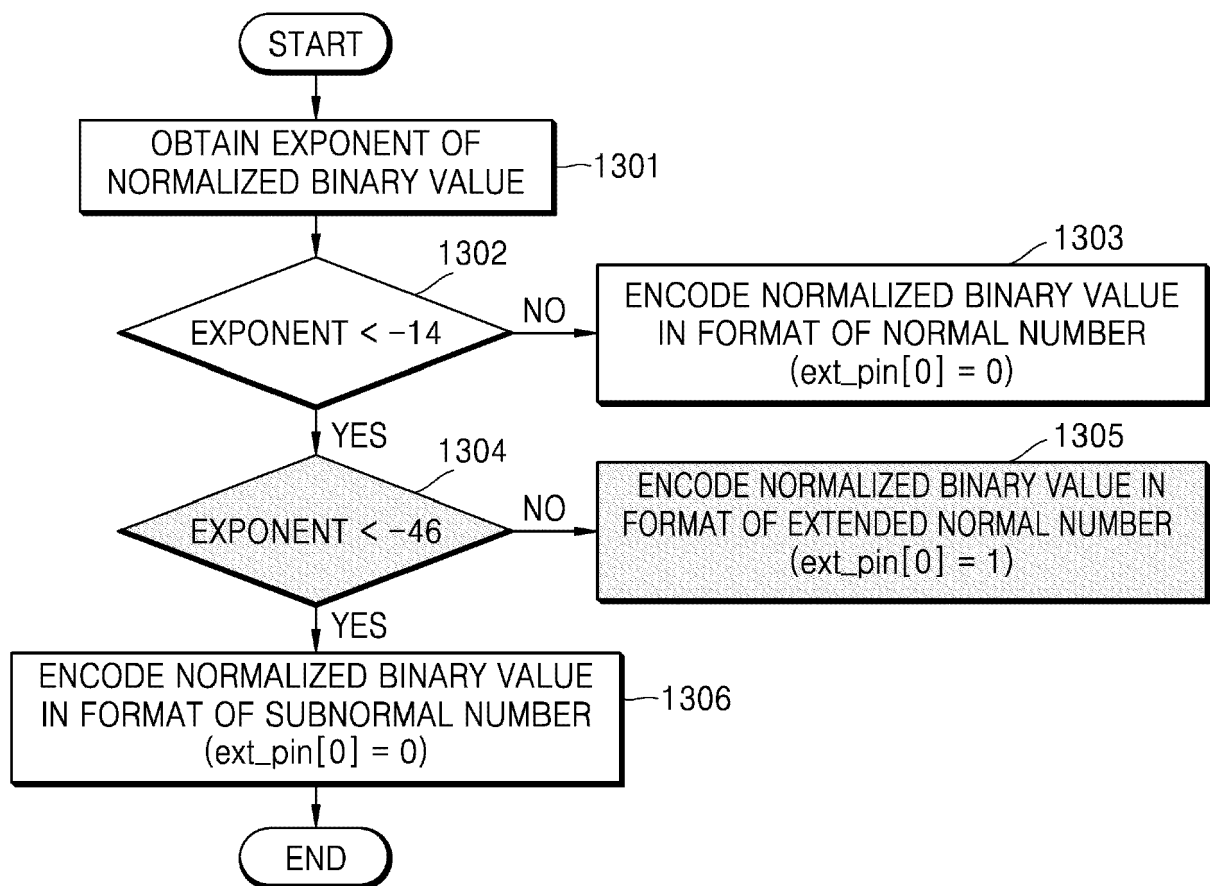 START
OBTAIN EXPONENT OF
NORMALIZED BINARY VALUE
1301
1302
EXPONENT < −14
NO
1303
ENCODE NORMALIZED BINARY VALUE
IN FORMAT OF NORMAL NUMBER
(ext_pin[0] = 0)
YES
1304
EXPONENT < −46
NO
1305
ENCODE NORMALIZED BINARY VALUE IN
FORMAT OF EXTENDED NORMAL NUMBER
(ext_pin[0] = 1)
YES
ENCODE NORMALIZED BINARY VALUE
IN FORMAT OF SUBNORMAL NUMBER
(ext_pin[0] = 0)
1306
END